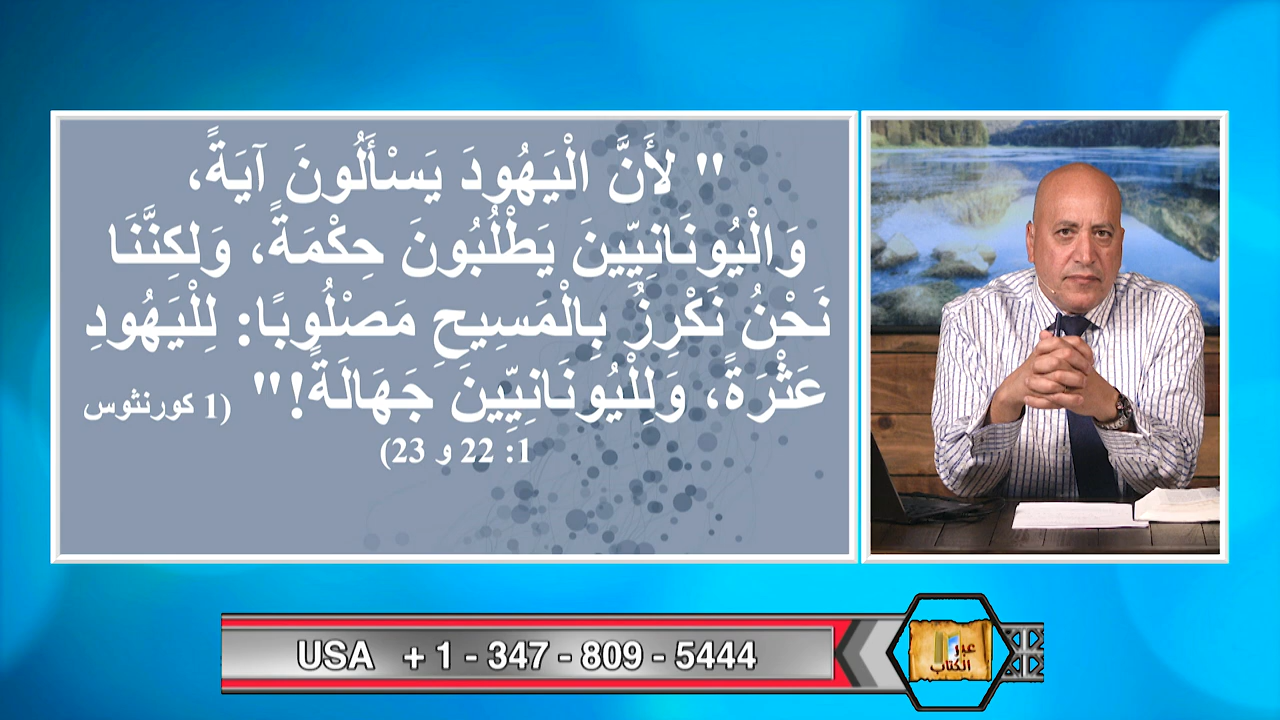 " لأَنَّ الْيَهُودَ يَسْأَلُونَ آيَةً،
وَالْيُونَانِيِّينَ يَطْلُبُونَ حِكْمَةً، وَلكِنَّنَا
نَحْنُ نَكْرِزُ بِالْمَسِيحِ مَصْلُوبًا: لِلْيَهُودِ
عَثْرَةً، وَلِلْيُونَانِيِّينَ جَهَالَةً!" (1 كورنثوس
1: 22 و 23)
USA + 1 - 347 - 809 - 5444
عبر
الكتاب